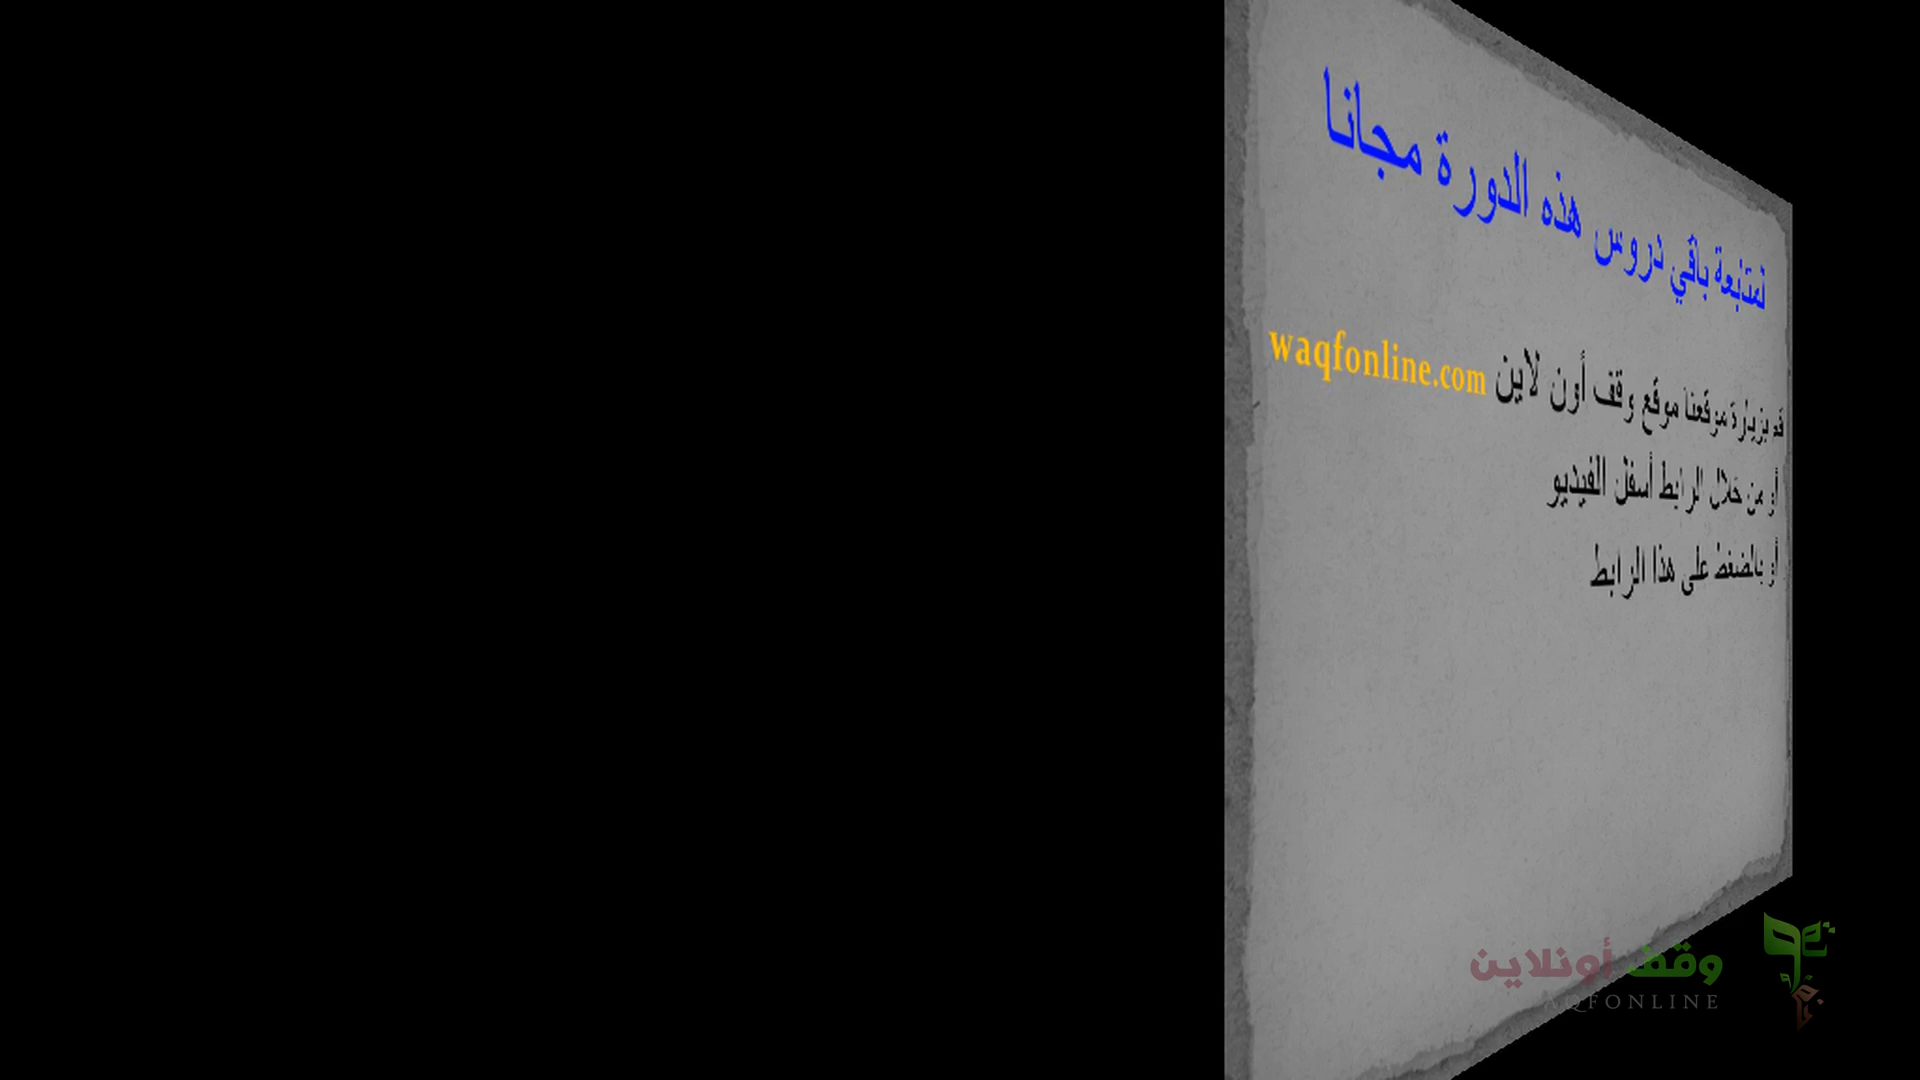 لمتابعة باقي دروس هذه الدورة مجانا
قم بزيارة موقعنا موقع وقف أون لاين waqfonline.com
أو من خلال الرابط أسفل الفيديو
أو بالضغط على هذا الرابط
وقف أونلاين
AQFONLINE